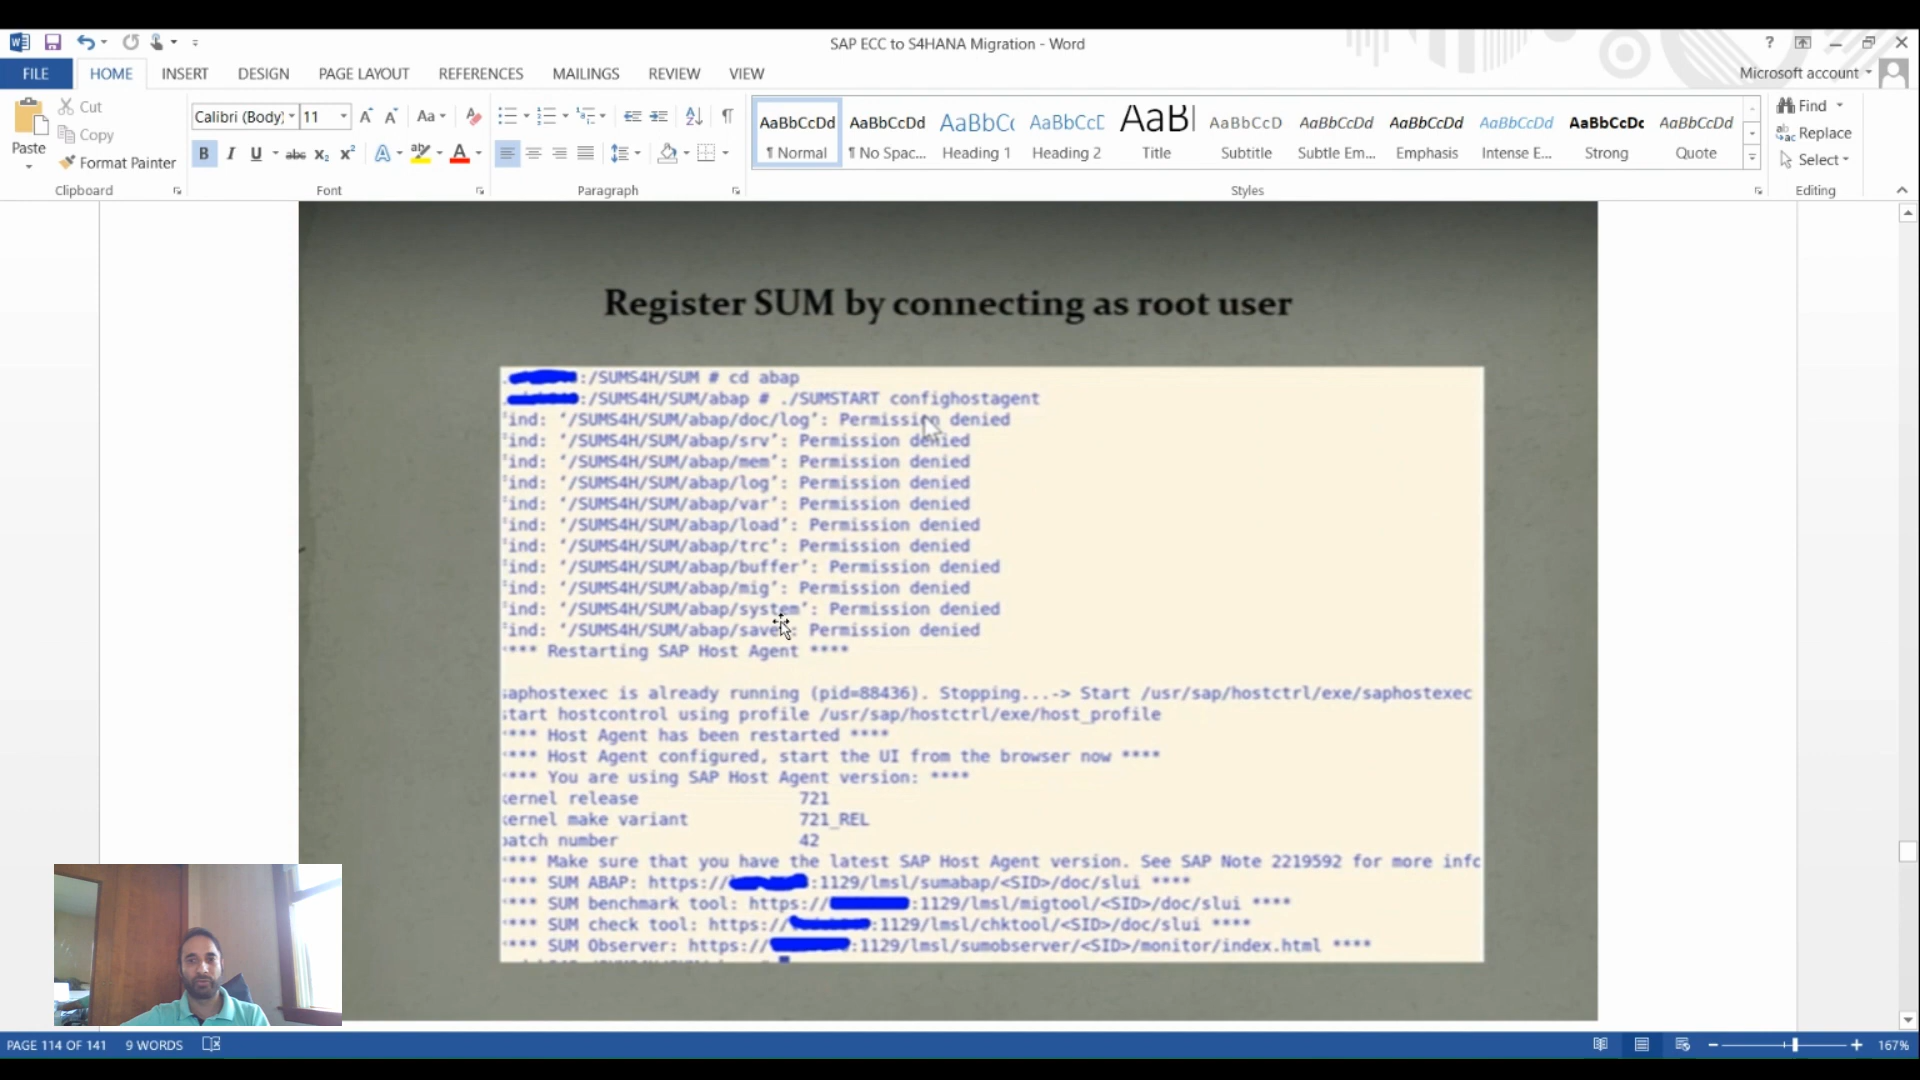 SAP ECC to S4HANA Migration - Word
FILE HOME INSERT DESIGN PAGE LAYOUT REFERENCES MAILINGS REVIEW VIEW Microsoft account
Paste Cut Copy Format Painter
Clipboard
Calibri (Body) 11
Font
Paragraph
AaBbCcDd AaBbCcDd AaBbCc AaBbCcD AaBl AaBbCcD AaBbCcDd AaBbCcDd AaBbCcDd AaBbCcDc AaBbCcDd
¶ Normal ¶ No Spac... Heading 1 Heading 2 Title Subtitle Subtle Em... Emphasis Intense E... Strong Quote
Styles
Find Replace Select
Editing
Register SUM by connecting as root user
:/SUMS4H/SUM # cd abap
:/SUMS4H/SUM/abap # ./SUMSTART confighostagent
ind: ‘/SUMS4H/SUM/abap/doc/log’: Permission denied
ind: ‘/SUMS4H/SUM/abap/srv’: Permission denied
ind: ‘/SUMS4H/SUM/abap/mem’: Permission denied
ind: ‘/SUMS4H/SUM/abap/log’: Permission denied
ind: ‘/SUMS4H/SUM/abap/var’: Permission denied
ind: ‘/SUMS4H/SUM/abap/load’: Permission denied
ind: ‘/SUMS4H/SUM/abap/trc’: Permission denied
ind: ‘/SUMS4H/SUM/abap/buffer’: Permission denied
ind: ‘/SUMS4H/SUM/abap/mig’: Permission denied
ind: ‘/SUMS4H/SUM/abap/system’: Permission denied
ind: ‘/SUMS4H/SUM/abap/save’: Permission denied
**** Restarting SAP Host Agent ****
saphostexec is already running (pid=88436). Stopping...-> Start /usr/sap/hostctrl/exe/saphostexec
start hostcontrol using profile /usr/sap/hostctrl/exe/host_profile
**** Host Agent has been restarted ****
**** Host Agent configured, start the UI from the browser now ****
**** You are using SAP Host Agent version: ****
kernel release 721
kernel make variant 721_REL
patch number 42
**** Make sure that you have the latest SAP Host Agent version. See SAP Note 2219592 for more info
**** SUM ABAP: https:// :1129/lmsl/sumabap/<SID>/doc/slui ****
**** SUM benchmark tool: https:// :1129/lmsl/migtool/<SID>/doc/slui ****
**** SUM check tool: https:// :1129/lmsl/chktool/<SID>/doc/slui ****
**** SUM Observer: https:// :1129/lmsl/sumobserver/<SID>/monitor/index.html ****
PAGE 114 OF 141 9 WORDS 167%